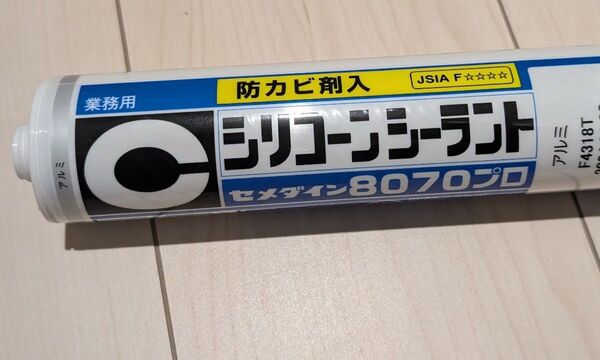 業務用
防カビ剤入
JSIA F☆☆☆☆
シリコーンシーラント
セメダイン8070プロ
アルミ
アルミ
F4318T